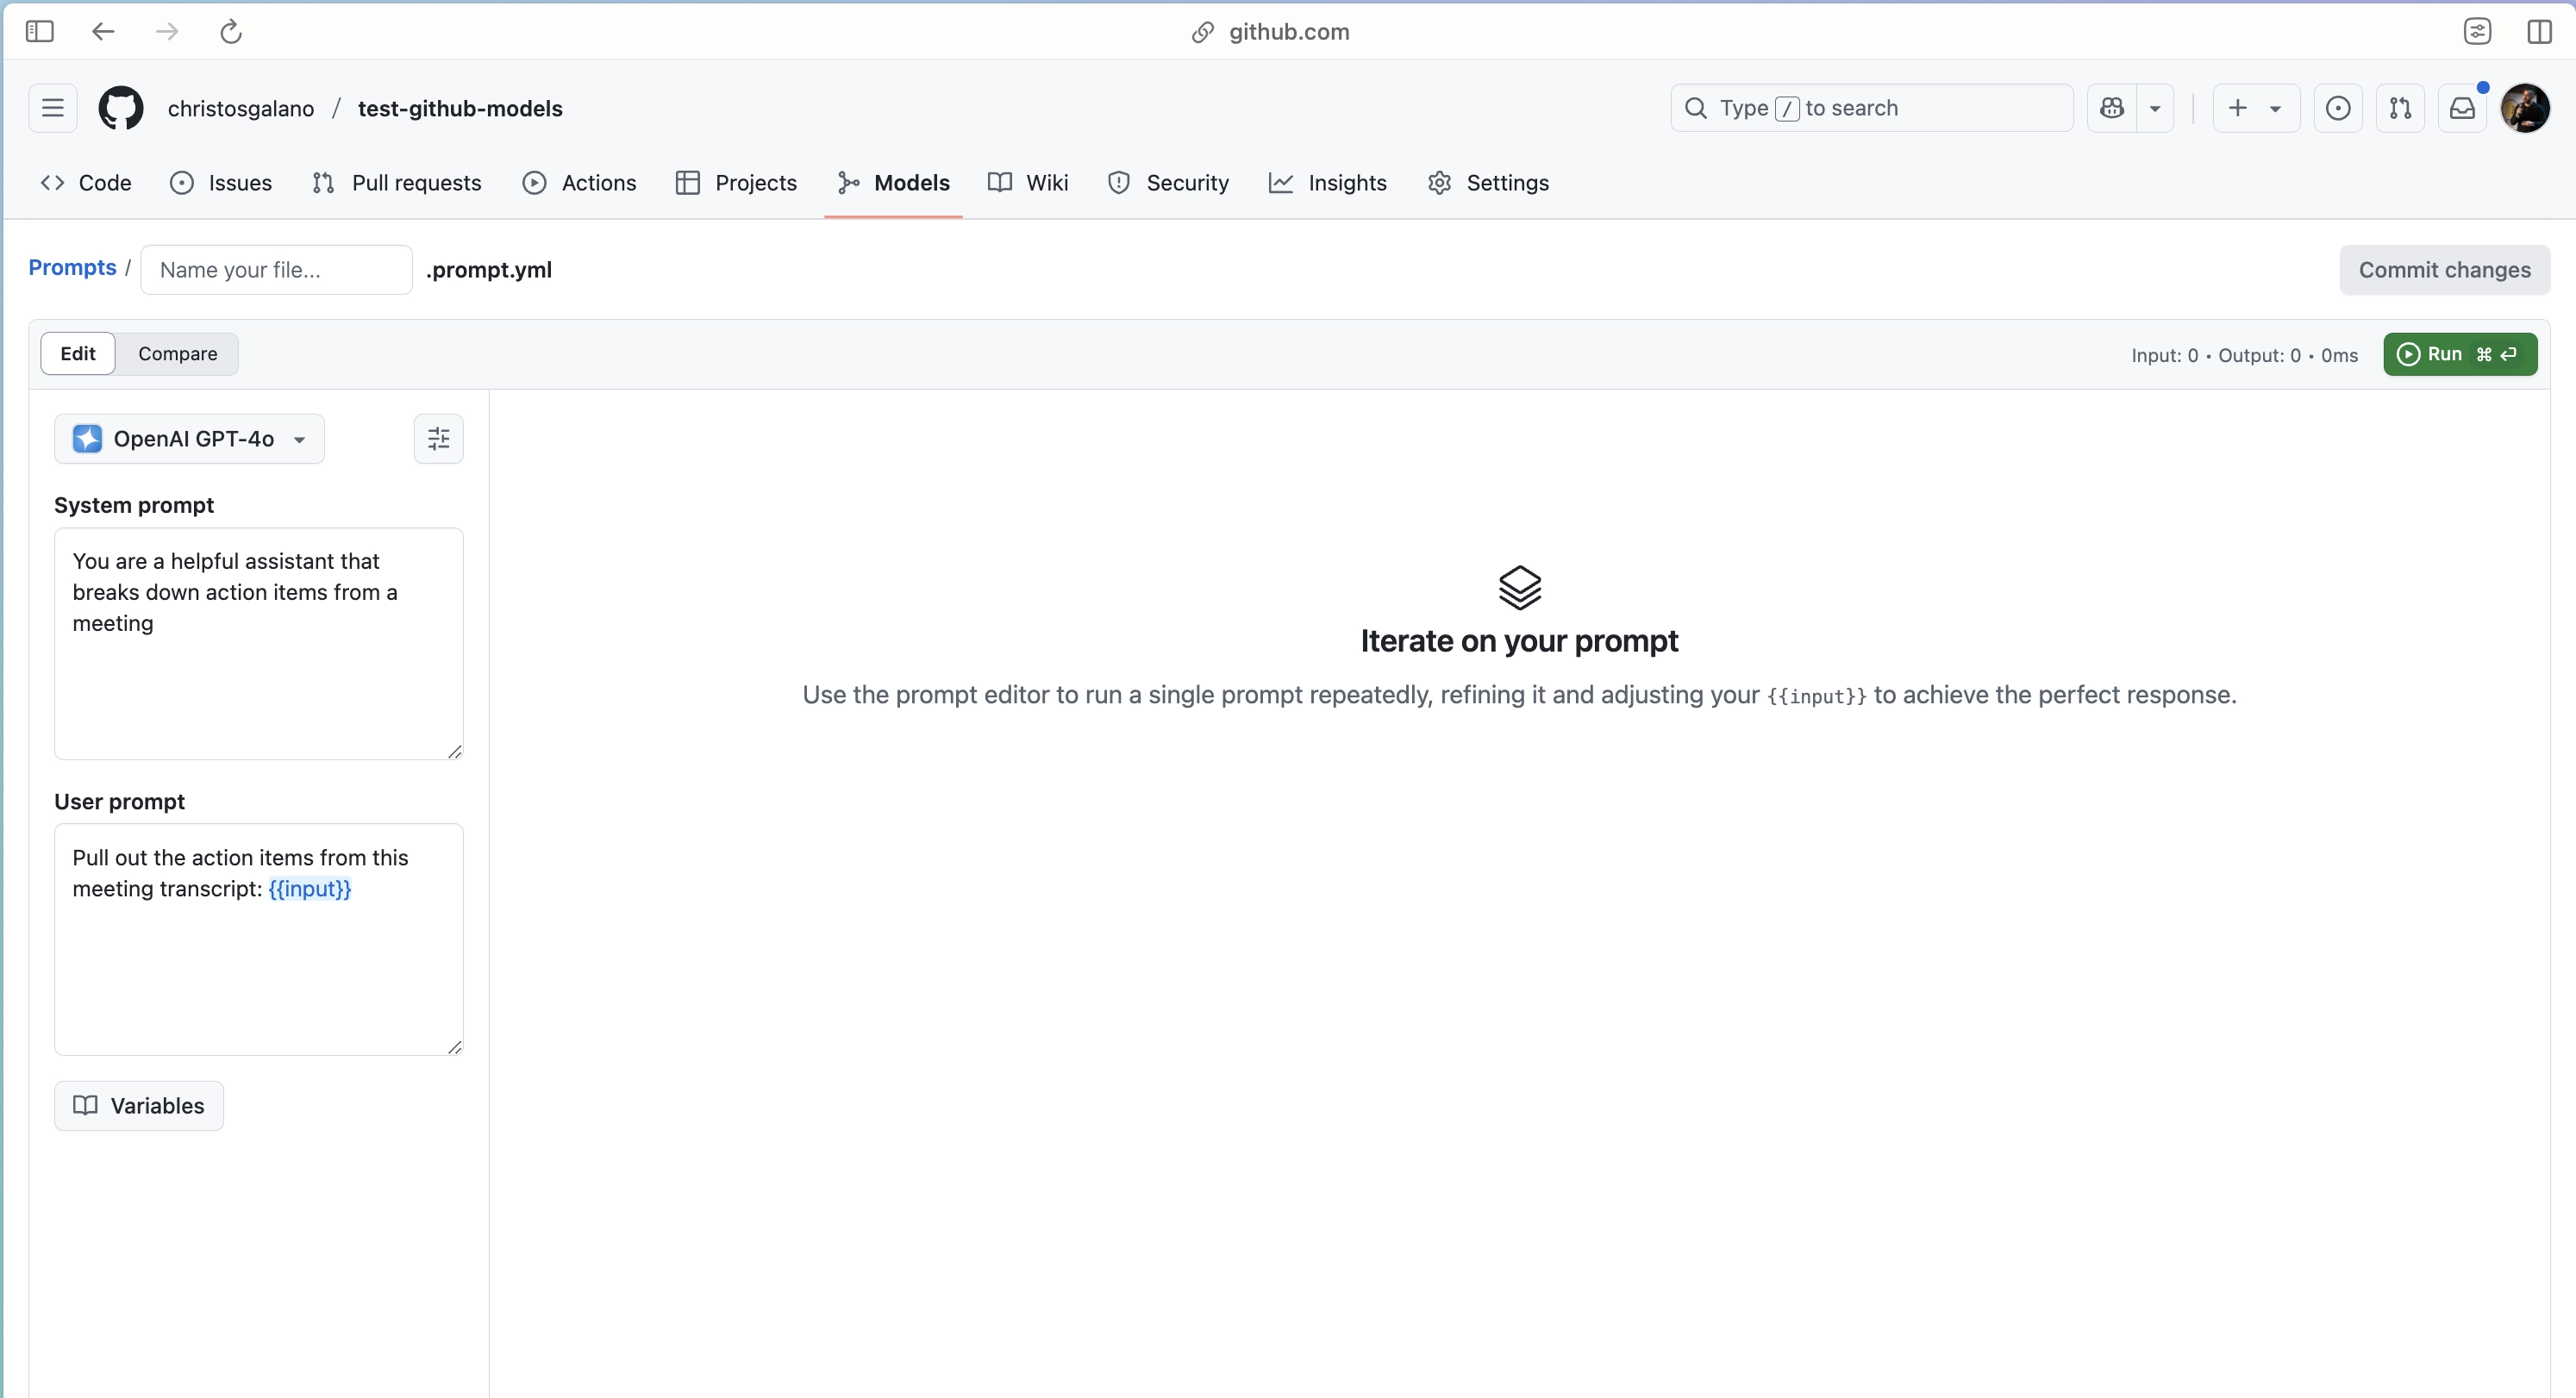 github.com
christosgalano / test-github-models
Type / to search
Code Issues Pull requests Actions Projects Models Wiki Security Insights Settings
Prompts / Name your file... .prompt.yml
Commit changes
Edit Compare
Input: 0 • Output: 0 • 0ms
Run ⌘ ↵
OpenAI GPT-4o
System prompt
You are a helpful assistant that
breaks down action items from a
meeting
User prompt
Pull out the action items from this
meeting transcript: {{input}}
Variables
Iterate on your prompt
Use the prompt editor to run a single prompt repeatedly, refining it and adjusting your {{input}} to achieve the perfect response.